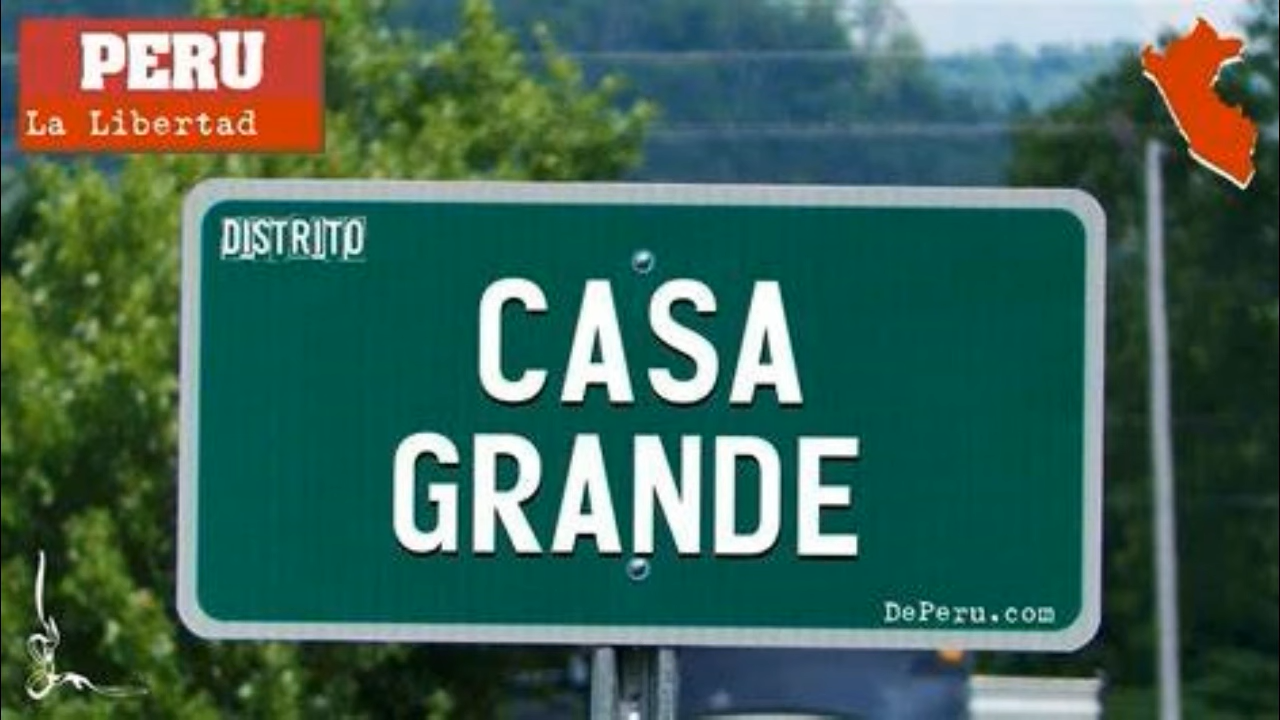 PERU
La Libertad
DISTRITO
CASA
GRANDE
DePeru.com